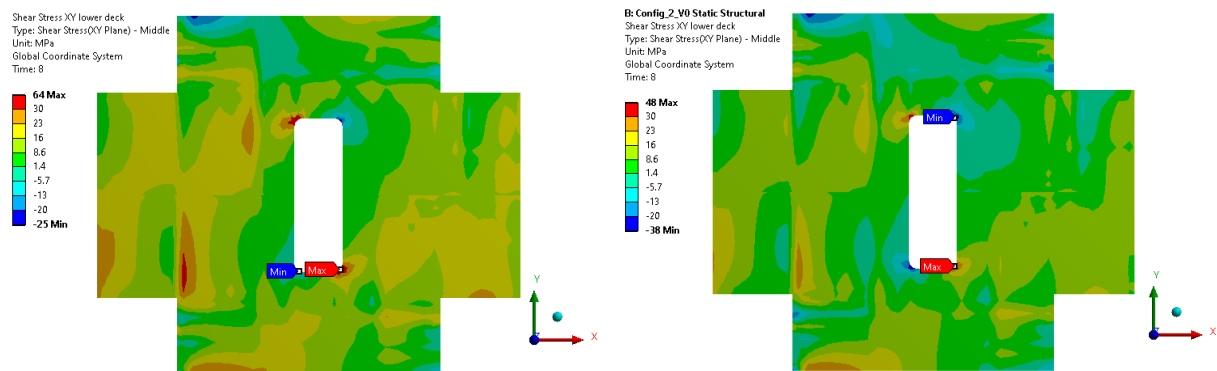 Shear Stress XY lower deck
Type: Shear Stress(XY Plane) - Middle
Unit: MPa
Global Coordinate System
Time: 8
64 Max
30
23
16
8.6
1.4
-5.7
-13
-20
-25 Min
Min
Max
Y
X
B: Config_2_V0 Static Structural
Shear Stress XY lower deck
Type: Shear Stress(XY Plane) - Middle
Unit: MPa
Global Coordinate System
Time: 8
48 Max
30
23
16
8.6
1.4
-5.7
-13
-20
-38 Min
Min
Max
Y
X